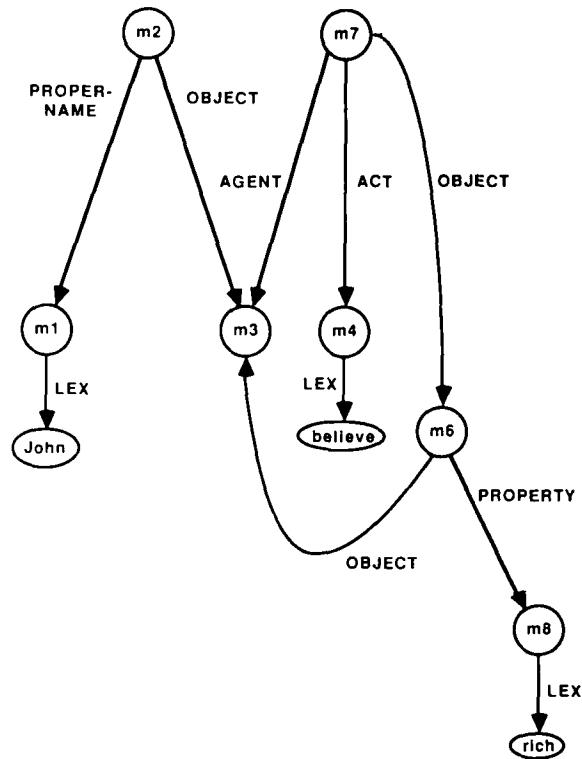 m2
m7
PROPER-
NAME
OBJECT
AGENT
ACT
OBJECT
m1
m3
m4
LEX
LEX
John
believe
m6
PROPERTY
OBJECT
m8
LEX
rich